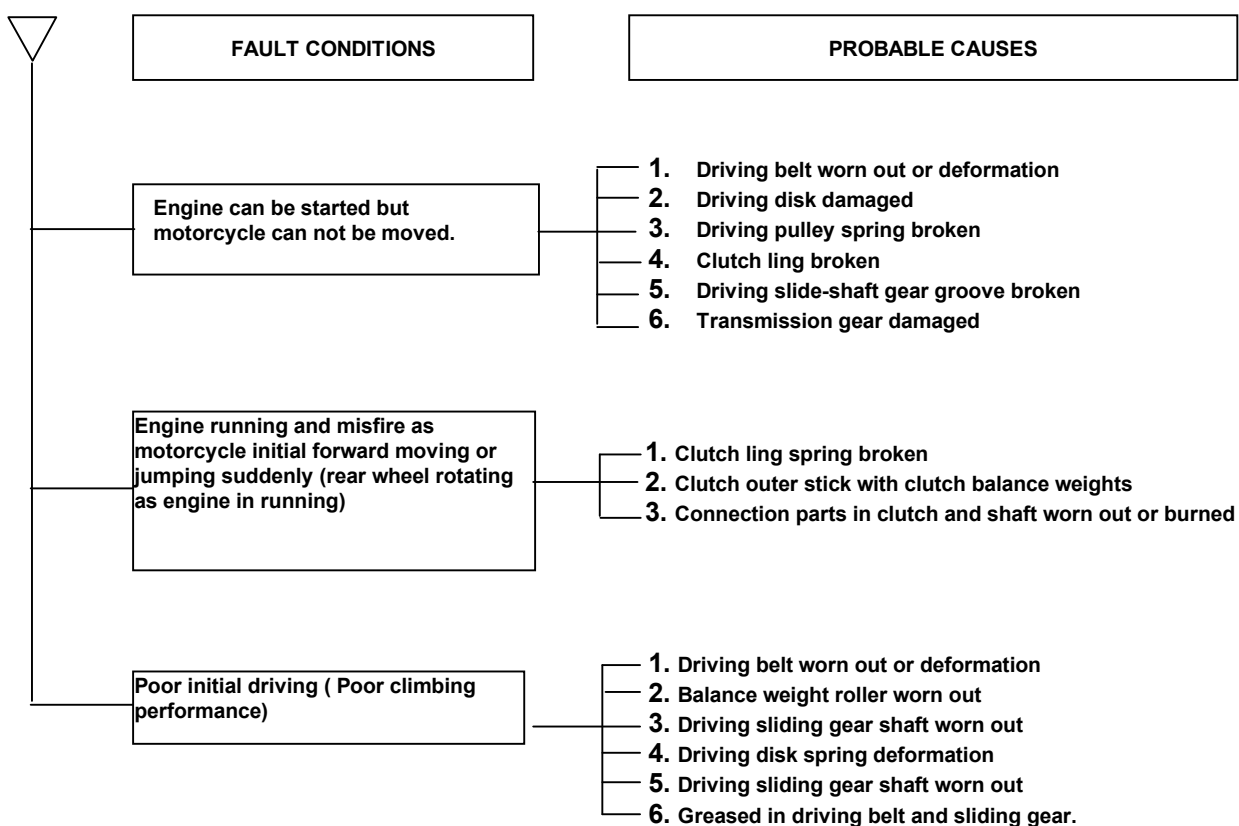 FAULT CONDITIONS
PROBABLE CAUSES
Engine can be started but
motorcycle can not be moved.
1. Driving belt worn out or deformation
2. Driving disk damaged
3. Driving pulley spring broken
4. Clutch ling broken
5. Driving slide-shaft gear groove broken
6. Transmission gear damaged
Engine running and misfire as
motorcycle initial forward moving or
jumping suddenly (rear wheel rotating
as engine in running)
1. Clutch ling spring broken
2. Clutch outer stick with clutch balance weights
3. Connection parts in clutch and shaft worn out or burned
Poor initial driving ( Poor climbing
performance)
1. Driving belt worn out or deformation
2. Balance weight roller worn out
3. Driving sliding gear shaft worn out
4. Driving disk spring deformation
5. Driving sliding gear shaft worn out
6. Greased in driving belt and sliding gear.